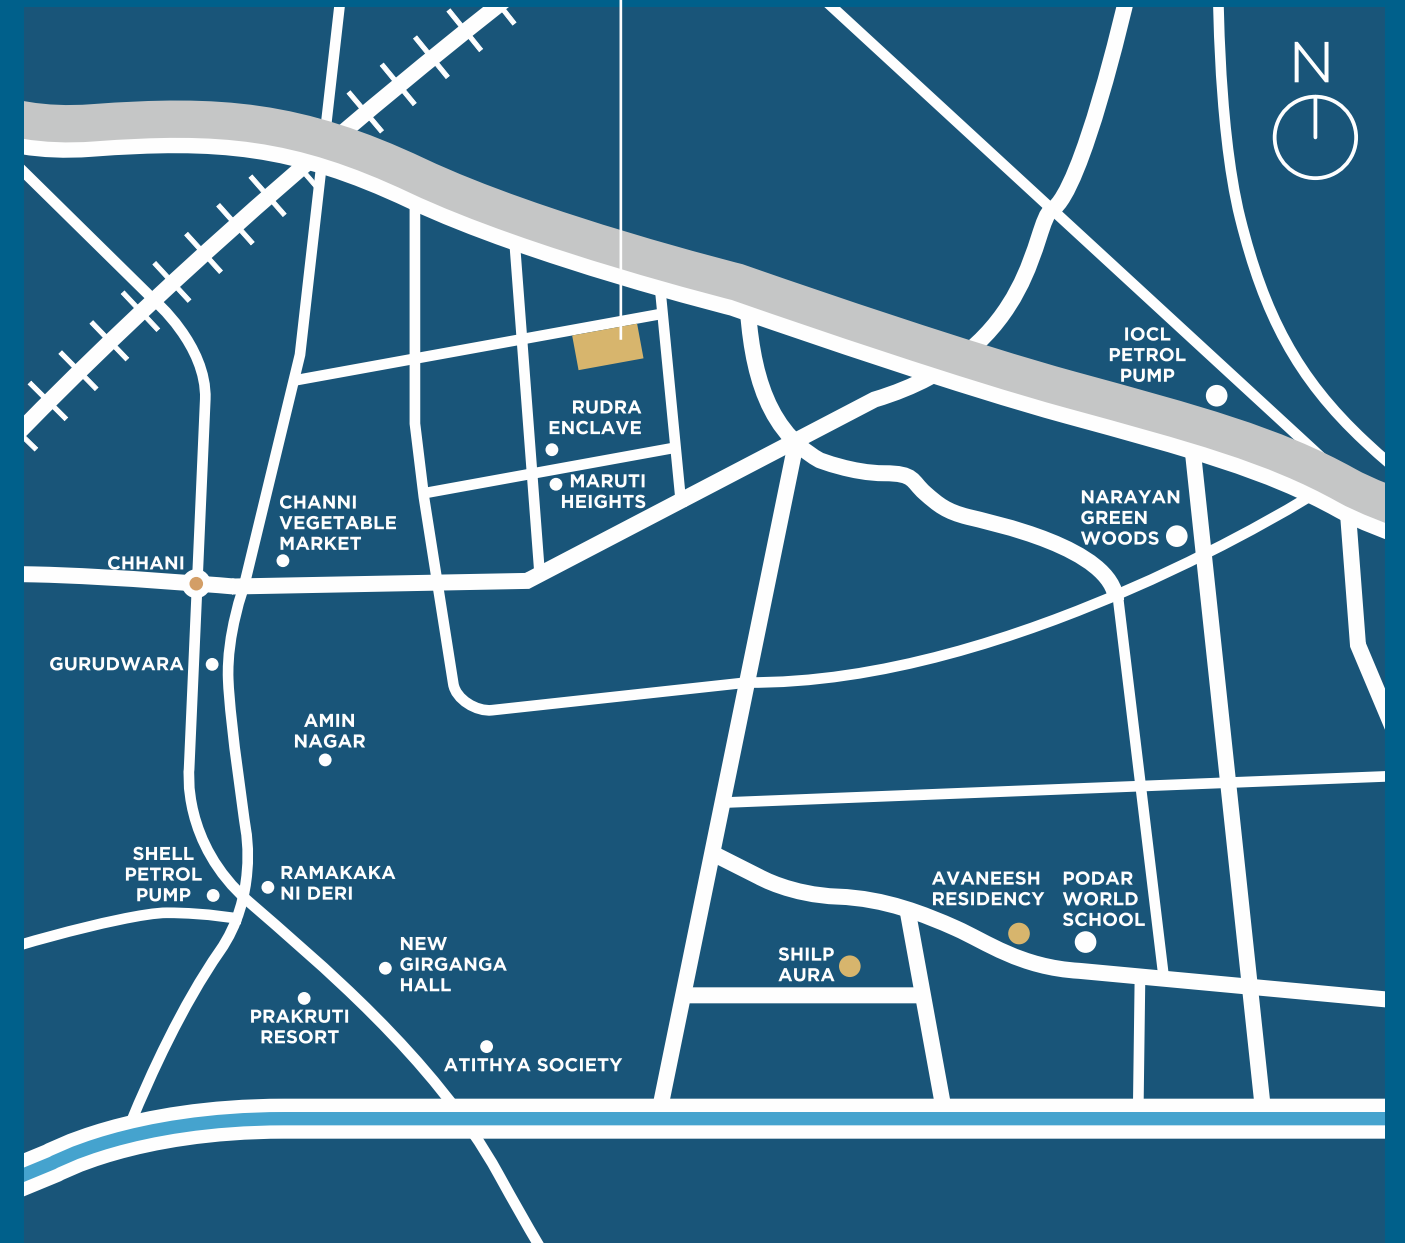 N
IOCL
PETROL
PUMP
RUDRA
ENCLAVE
MARUTI
HEIGHTS
CHANNI
VEGETABLE
MARKET
NARAYAN
GREEN
WOODS
CHHANI
GURUDWARA
AMIN
NAGAR
SHELL
PETROL
PUMP
RAMAKAKA
NI DERI
AVANEESH
RESIDENCY
PODAR
WORLD
SCHOOL
NEW
GIRGANGA
HALL
SHILP
AURA
PRAKRUTI
RESORT
ATITHYA SOCIETY